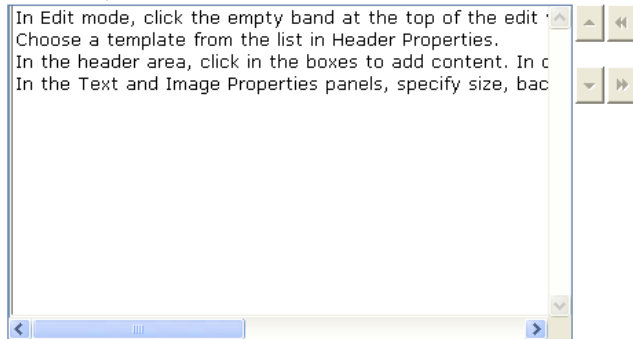 In Edit mode, click the empty band at the top of the edit
Choose a template from the list in Header Properties.
In the header area, click in the boxes to add content. In
In the Text and Image Properties panels, specify size,